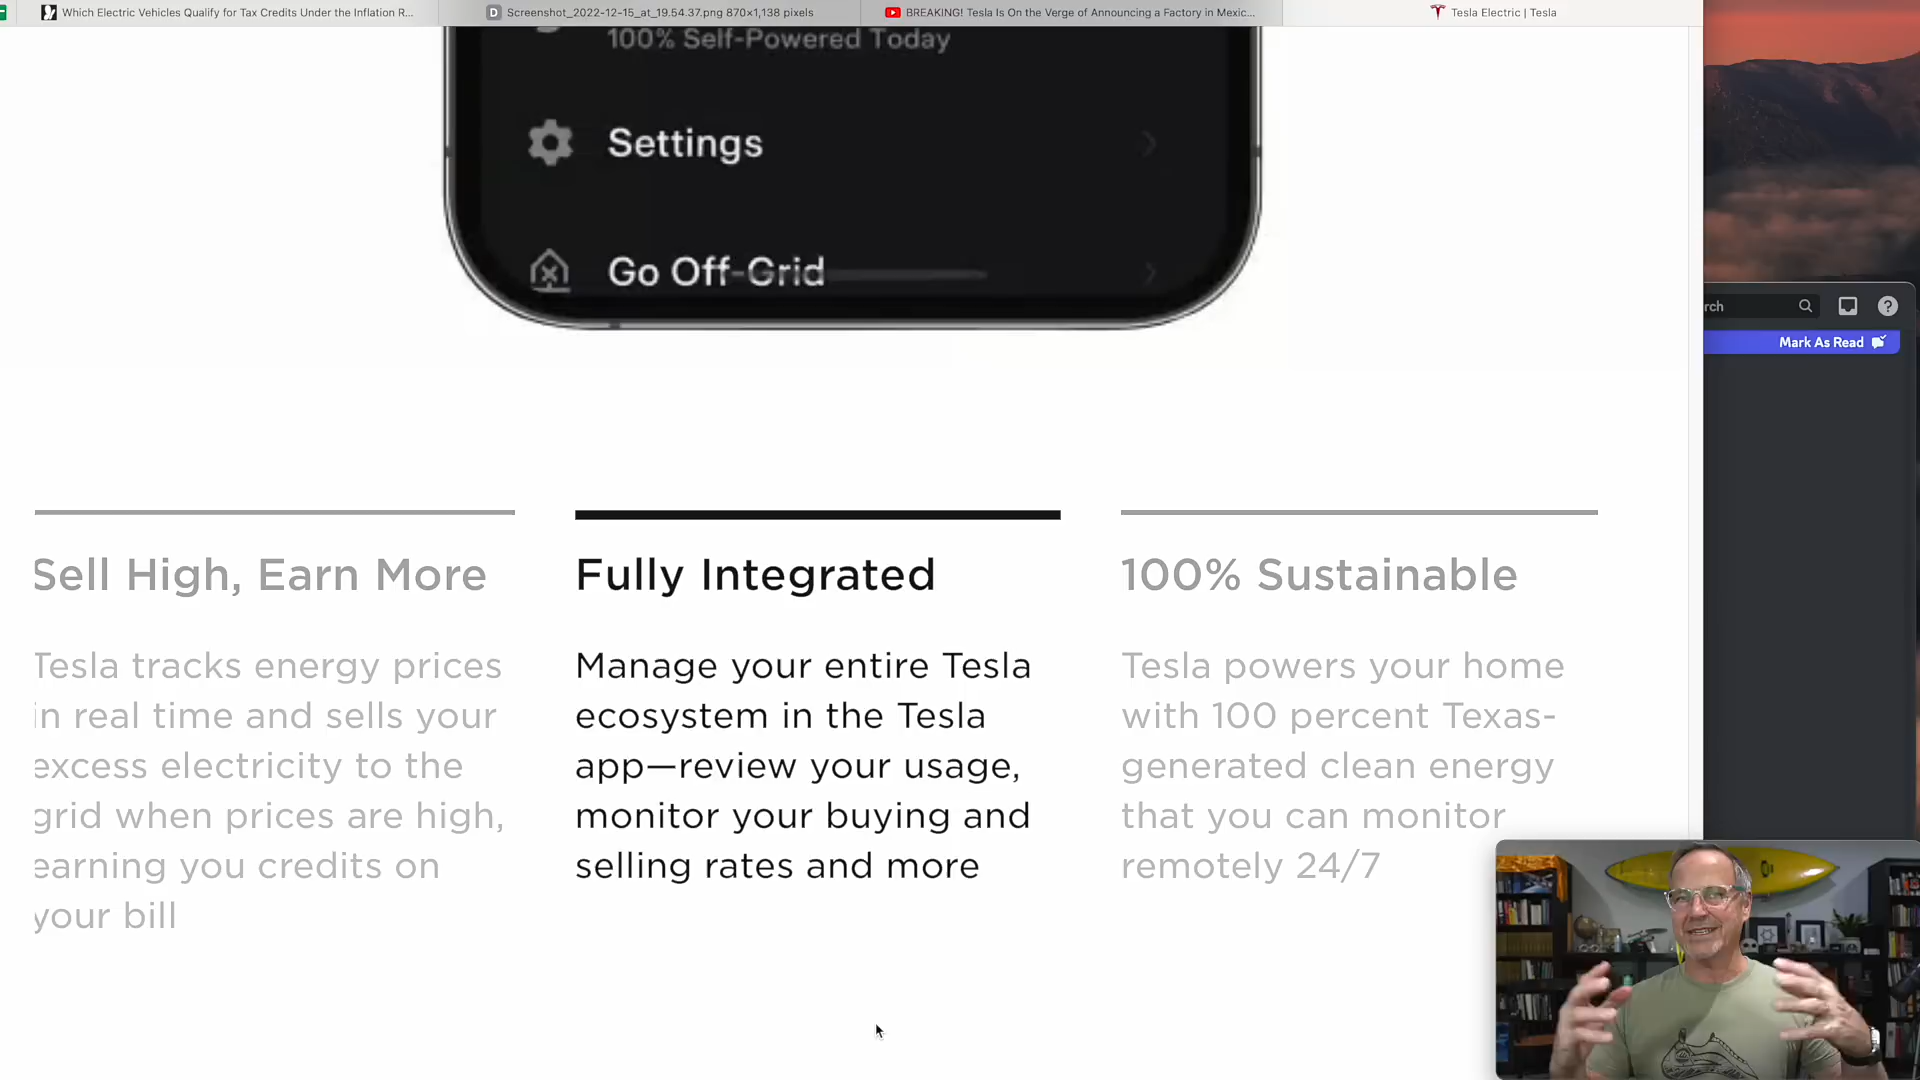 Which Electric Vehicles Qualify for Tax Credits Under the Inflation R...
Screenshot_2022-12-15_at_19.54.37.png 870×1,138 pixels
BREAKING! Tesla Is On the Verge of Announcing a Factory in Mexic...
Tesla Electric | Tesla
100% Self-Powered Today
Settings
Go Off-Grid
rch
Mark As Read
Sell High, Earn More
Tesla tracks energy prices
in real time and sells your
excess electricity to the
grid when prices are high,
earning you credits on
your bill
Fully Integrated
Manage your entire Tesla
ecosystem in the Tesla
app—review your usage,
monitor your buying and
selling rates and more
100% Sustainable
Tesla powers your home
with 100 percent Texas-
generated clean energy
that you can monitor
remotely 24/7